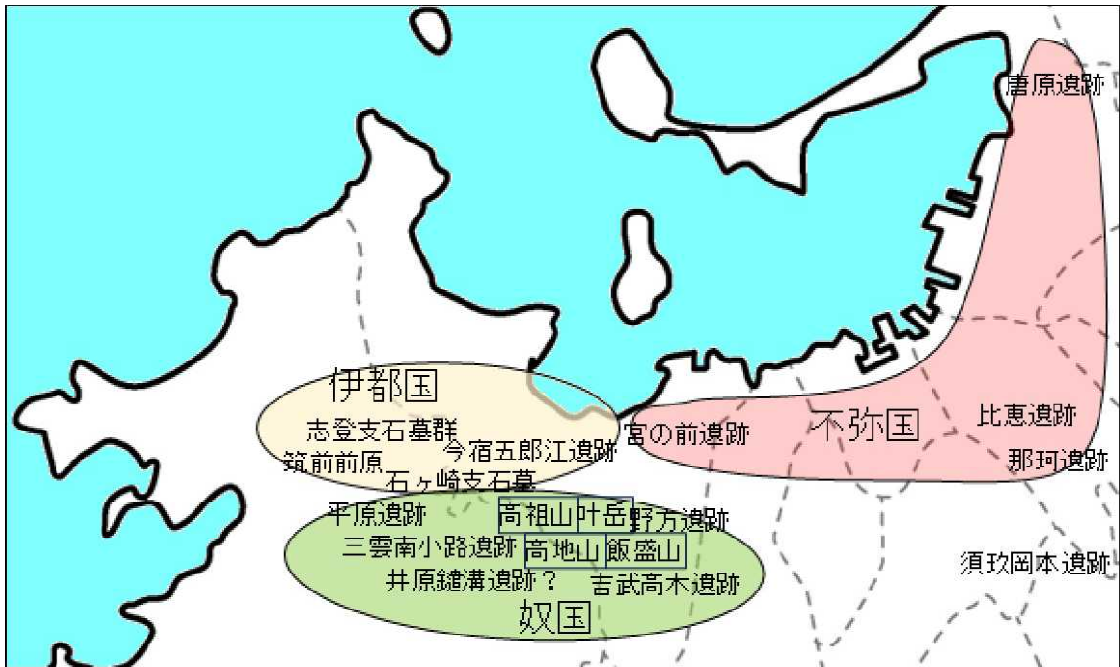 唐原遺跡
伊都国
志登支石墓群
今宿五郎江遺跡
筑前前原
石ヶ崎支石墓
宮の前遺跡
不弥国
比恵遺跡
那珂遺跡
平原遺跡
高祖山
叶岳
野方遺跡
三雲南小路遺跡
高地山
飯盛山
井原鑓溝遺跡？
吉武高木遺跡
須玖岡本遺跡
奴国